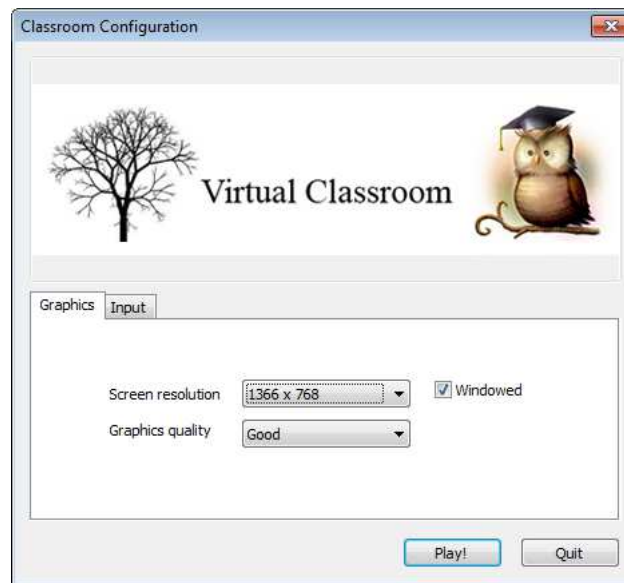 Classroom Configuration
Virtual Classroom
Graphics
Input
Screen resolution
1366 x 768
Windowed
Graphics quality
Good
Play!
Quit